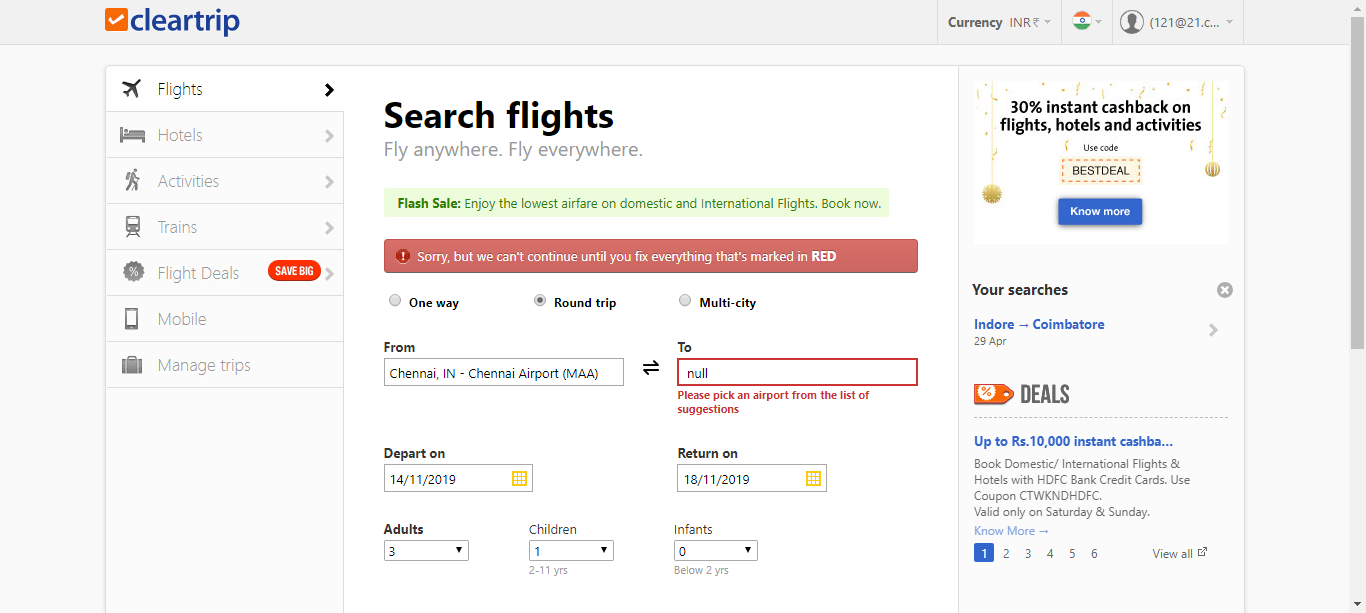 cleartrip
Currency INR₹
(121@21.c...
Flights
Hotels
Activities
Trains
Flight Deals SAVE BIG
Mobile
Manage trips
Search flights
Fly anywhere. Fly everywhere.
Flash Sale: Enjoy the lowest airfare on domestic and International Flights. Book now.
Sorry, but we can't continue until you fix everything that's marked in RED
One way Round trip Multi-city
From To
Chennai, IN - Chennai Airport (MAA) null
Please pick an airport from the list of
suggestions
Depart on Return on
14/11/2019 18/11/2019
Adults Children Infants
3 1 0
2-11 yrs Below 2 yrs
30% instant cashback on
flights, hotels and activities
Use code
BESTDEAL
Know more
Your searches
Indore → Coimbatore
29 Apr
% DEALS
Up to Rs.10,000 instant cashba...
Book Domestic/ International Flights &
Hotels with HDFC Bank Credit Cards. Use
Coupon CTWKNDHDFC.
Valid only on Saturday & Sunday.
Know More →
1 2 3 4 5 6 View all